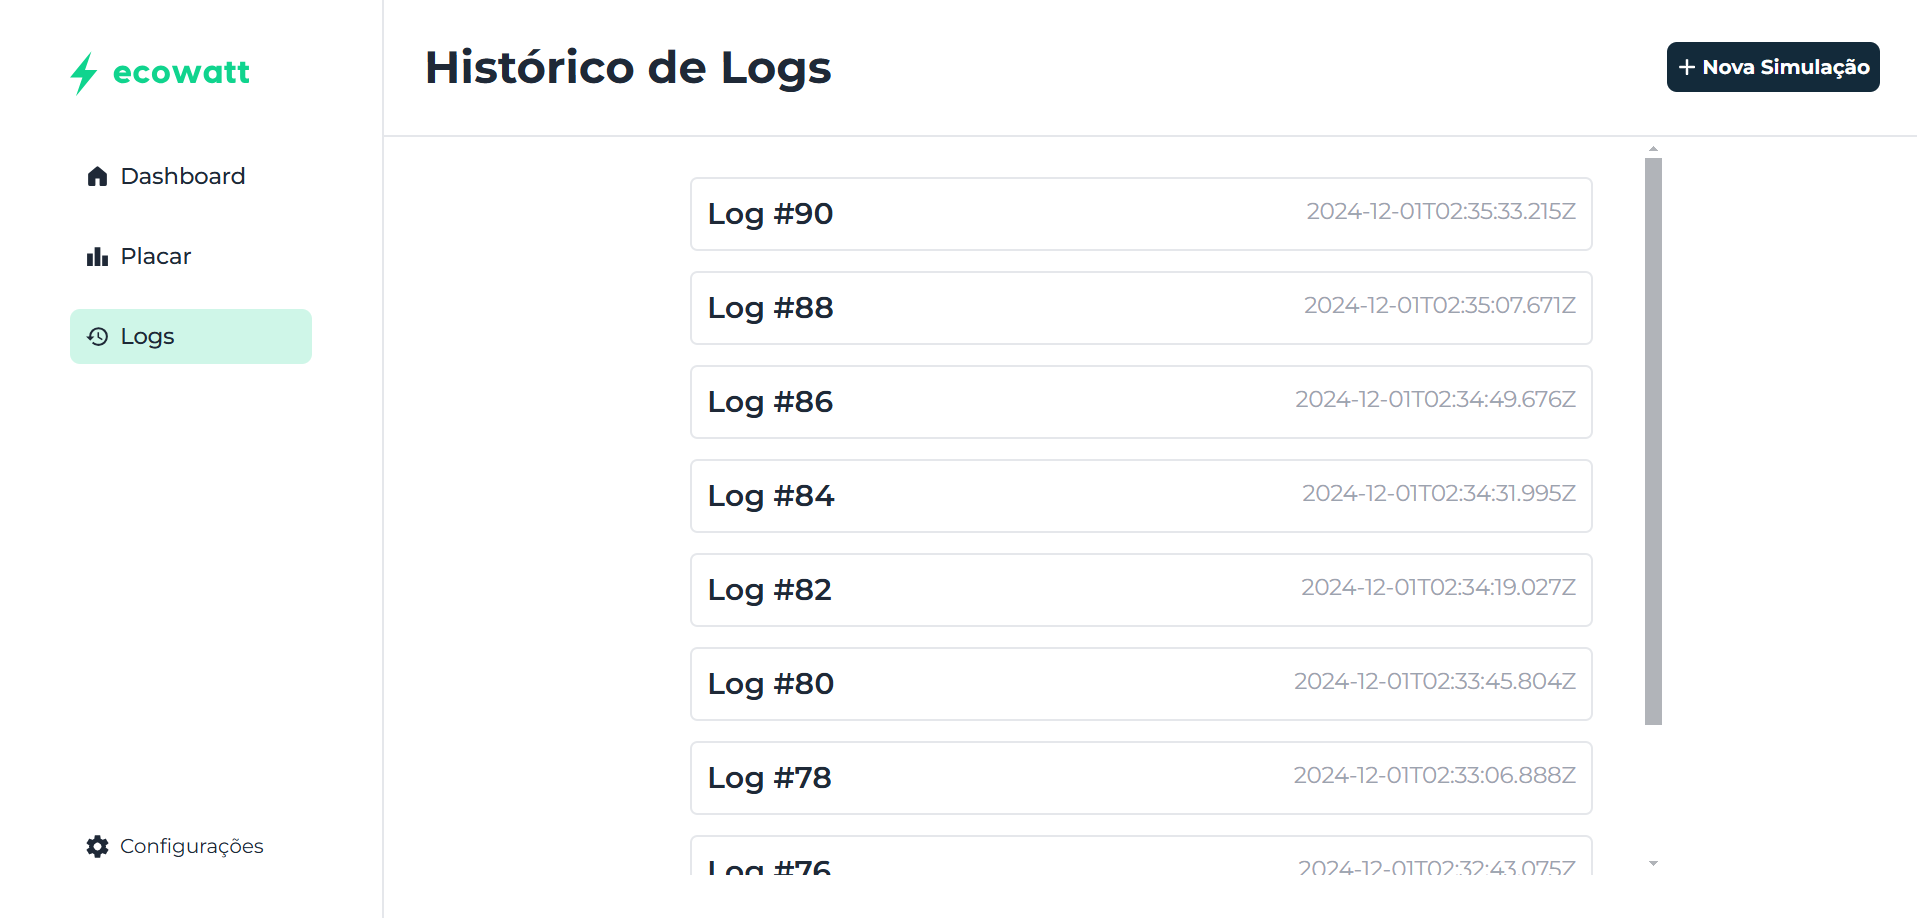 ecowatt
Dashboard
Placar
Logs
Configurações
Histórico de Logs
+ Nova Simulação
Log #90 2024-12-01T02:35:33.215Z
Log #88 2024-12-01T02:35:07.671Z
Log #86 2024-12-01T02:34:49.676Z
Log #84 2024-12-01T02:34:31.995Z
Log #82 2024-12-01T02:34:19.027Z
Log #80 2024-12-01T02:33:45.804Z
Log #78 2024-12-01T02:33:06.888Z
Log #76 2024-12-01T02:32:43.075Z